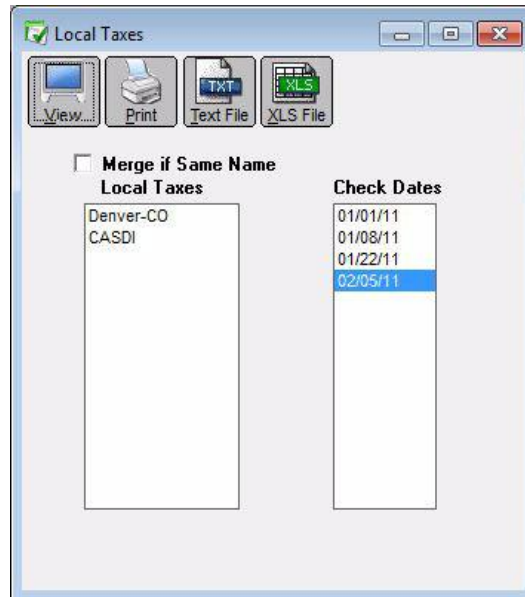 Local Taxes
View...
Print
TXT
Text File
XLS
XLS File
Merge if Same Name
Local Taxes
Check Dates
Denver-CO
CASDI
01/01/11
01/08/11
01/22/11
02/05/11